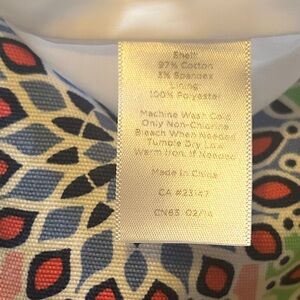 Shell:
97% Cotton
3% Spandex
Lining:
100% Polyester
Machine Wash Cold
Only Non-Chlorine
Bleach When Needed
Tumble Dry Low
Warm Iron If Needed
Made In China
CA #23147
CN63 02/14